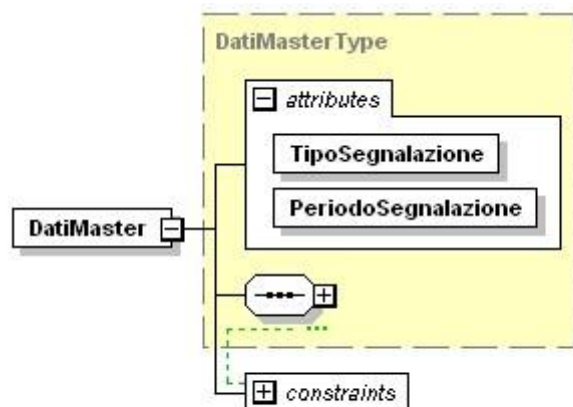 DatiMasterType
attributes
TipoSegnalazione
PeriodoSegnalazione
DatiMaster
constraints